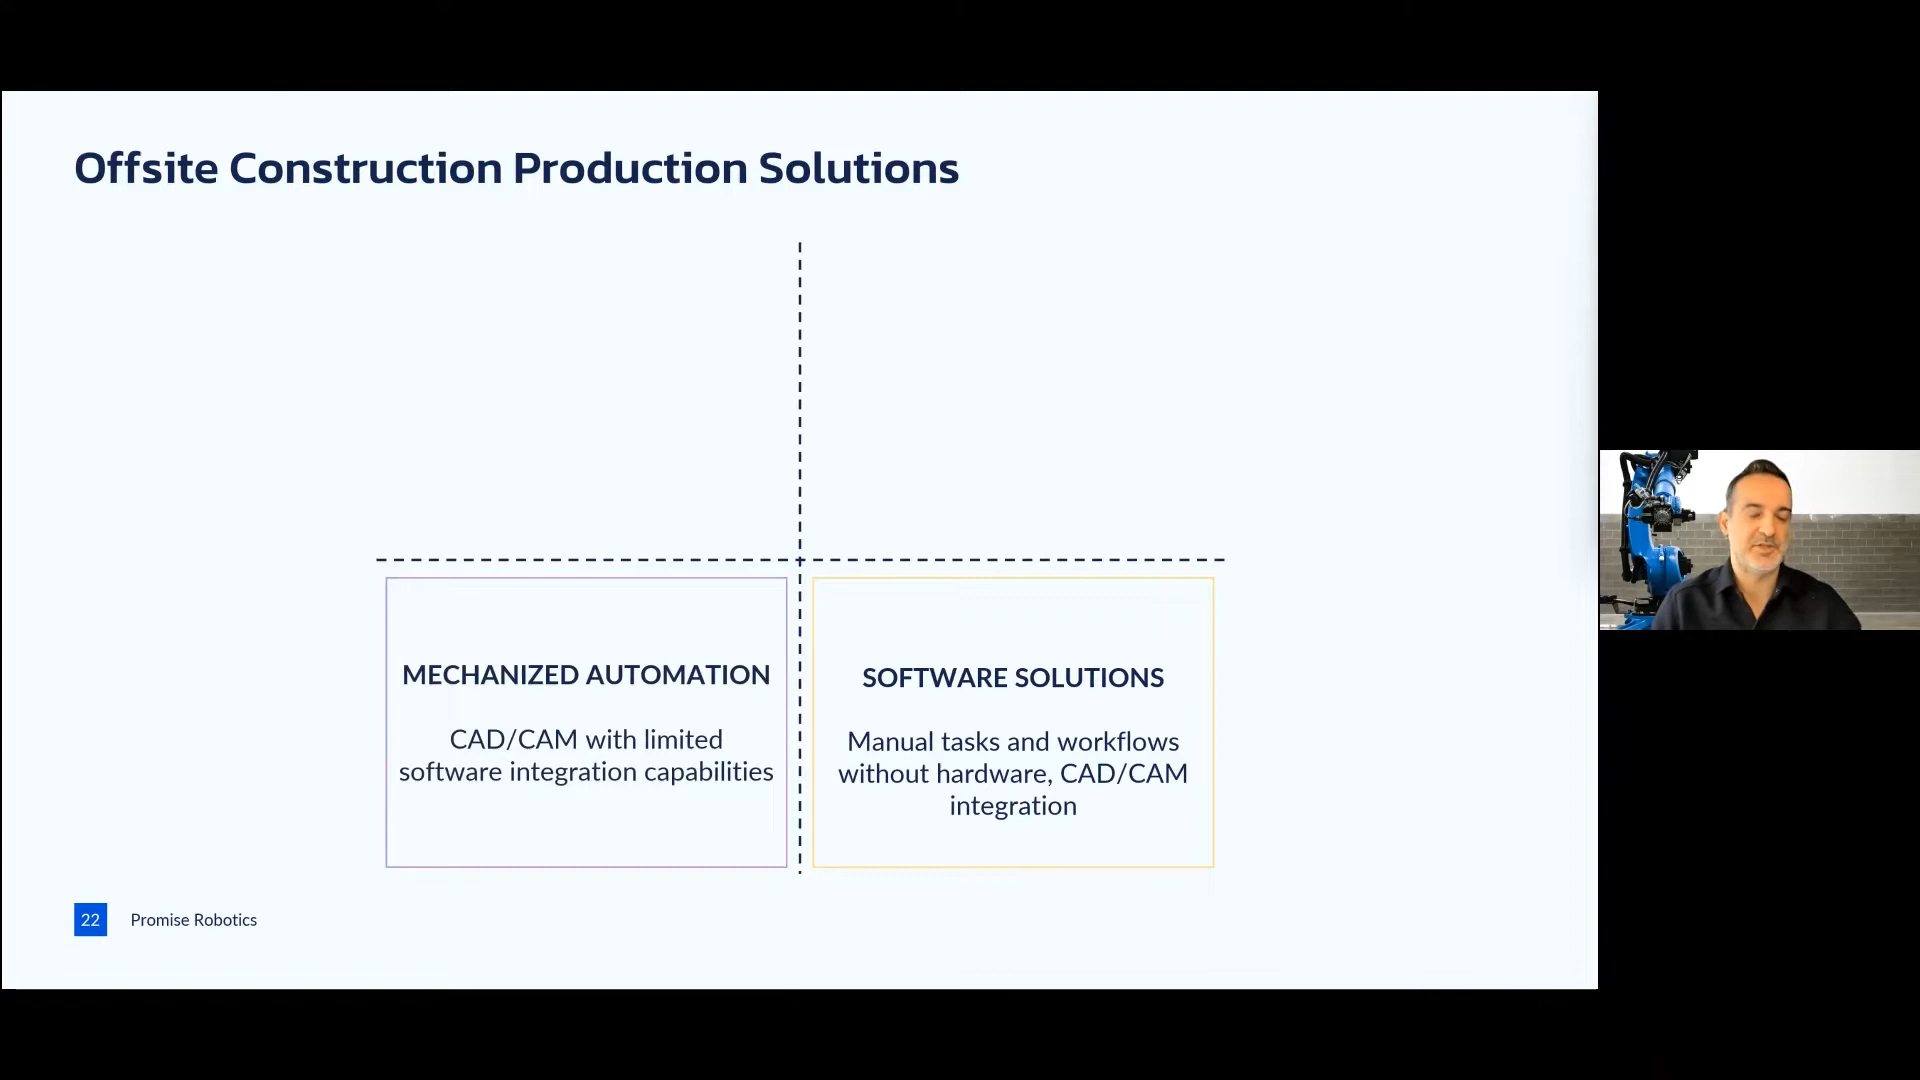 Offsite Construction Production Solutions
MECHANIZED AUTOMATION
CAD/CAM with limited
software integration capabilities
SOFTWARE SOLUTIONS
Manual tasks and workflows
without hardware, CAD/CAM
integration
22 Promise Robotics